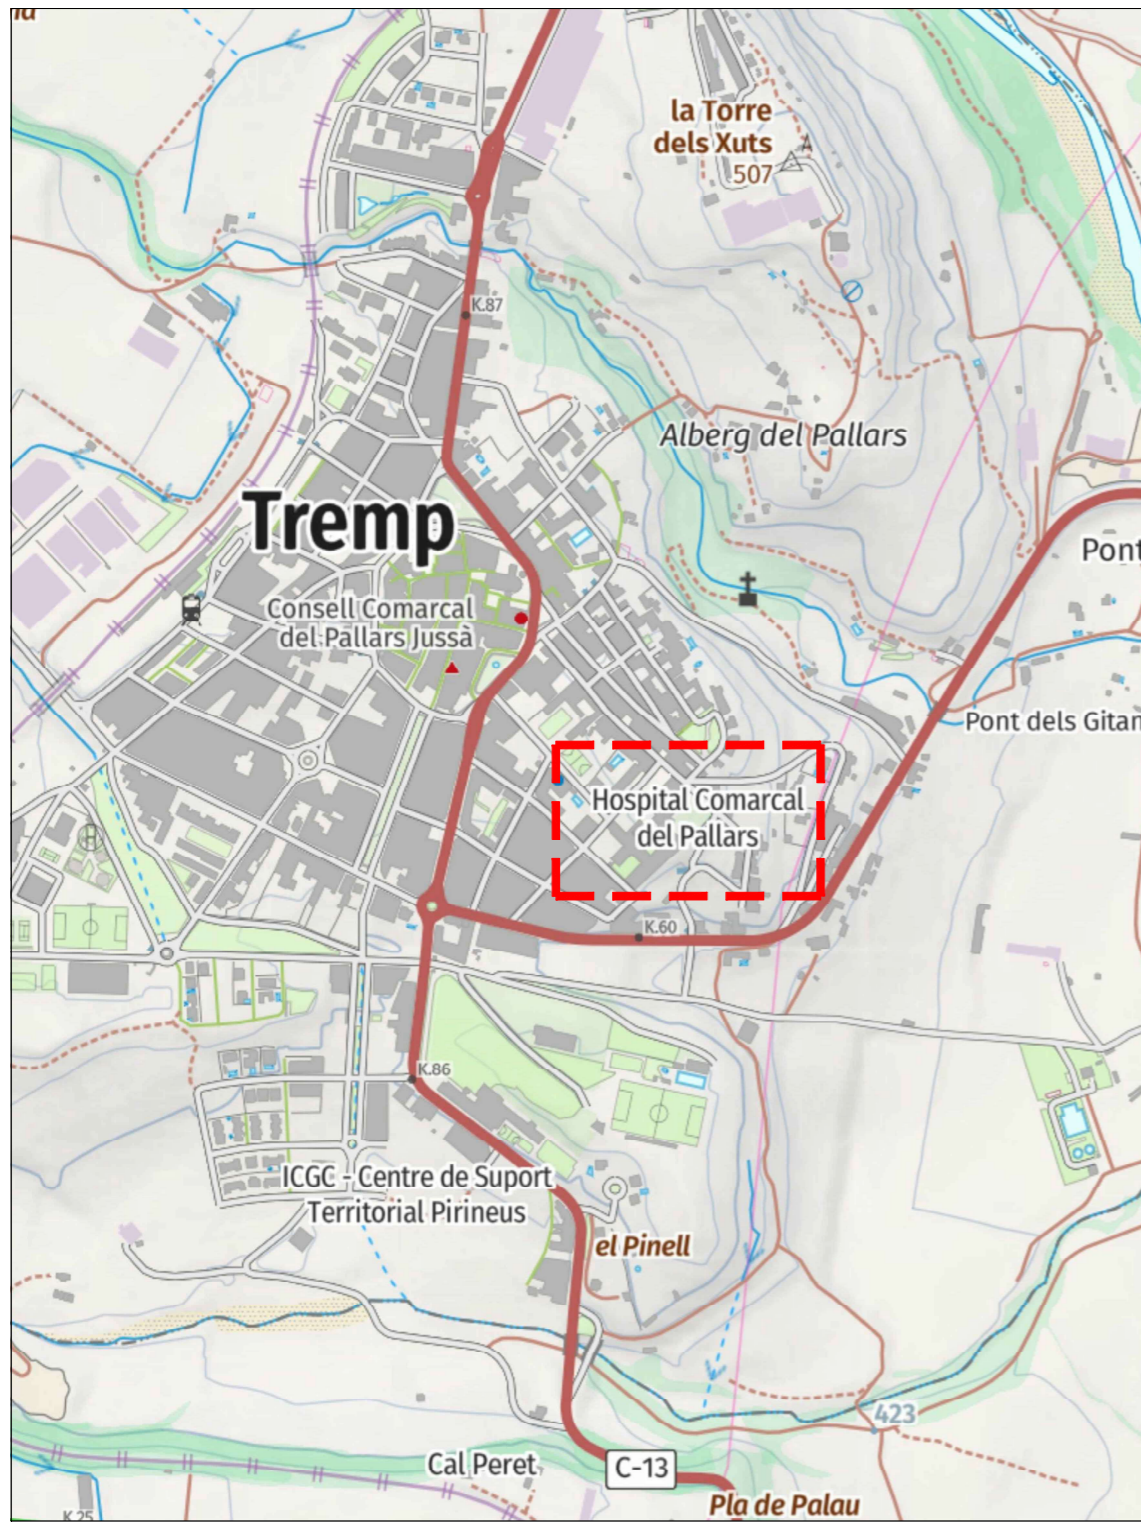 la Torre
dels Xuts
507
K.87
Alberg del Pallars
Tremp
Pont
Consell Comarcal
del Pallars Jussà
Pont dels Gitan
Hospital Comarcal
del Pallars
K.60
K.86
ICGC - Centre de Suport
Territorial Pirineus
el Pinell
423
Cal Peret
C-13
Pla de Palau
K.25